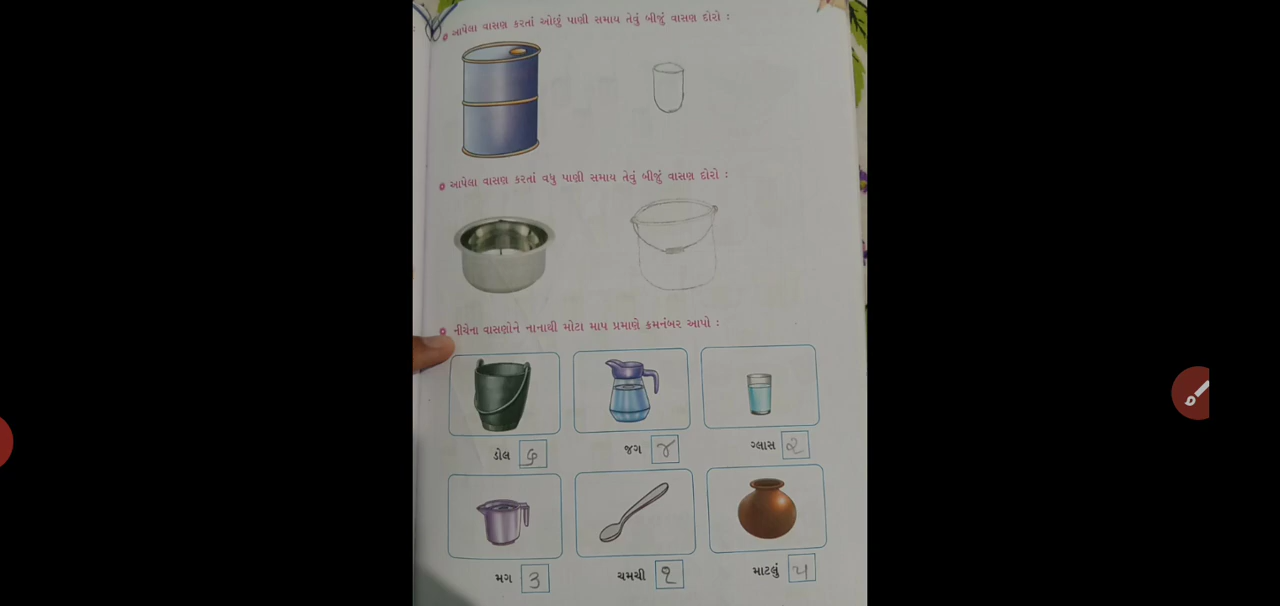 આપેલા વાસણ કરતાં ઓછું પાણી સમાય તેવું બીજું વાસણ દોરો :
આપેલા વાસણ કરતાં વધુ પાણી સમાય તેવું બીજું વાસણ દોરો :
નીચેના વાસણોને નાનાથી મોટા માપ પ્રમાણે ક્રમનંબર આપો :
ડોલ ૬ જગ ૪ ગ્લાસ ૨
મગ ૩ ચમચી ૧ માટલું ૫